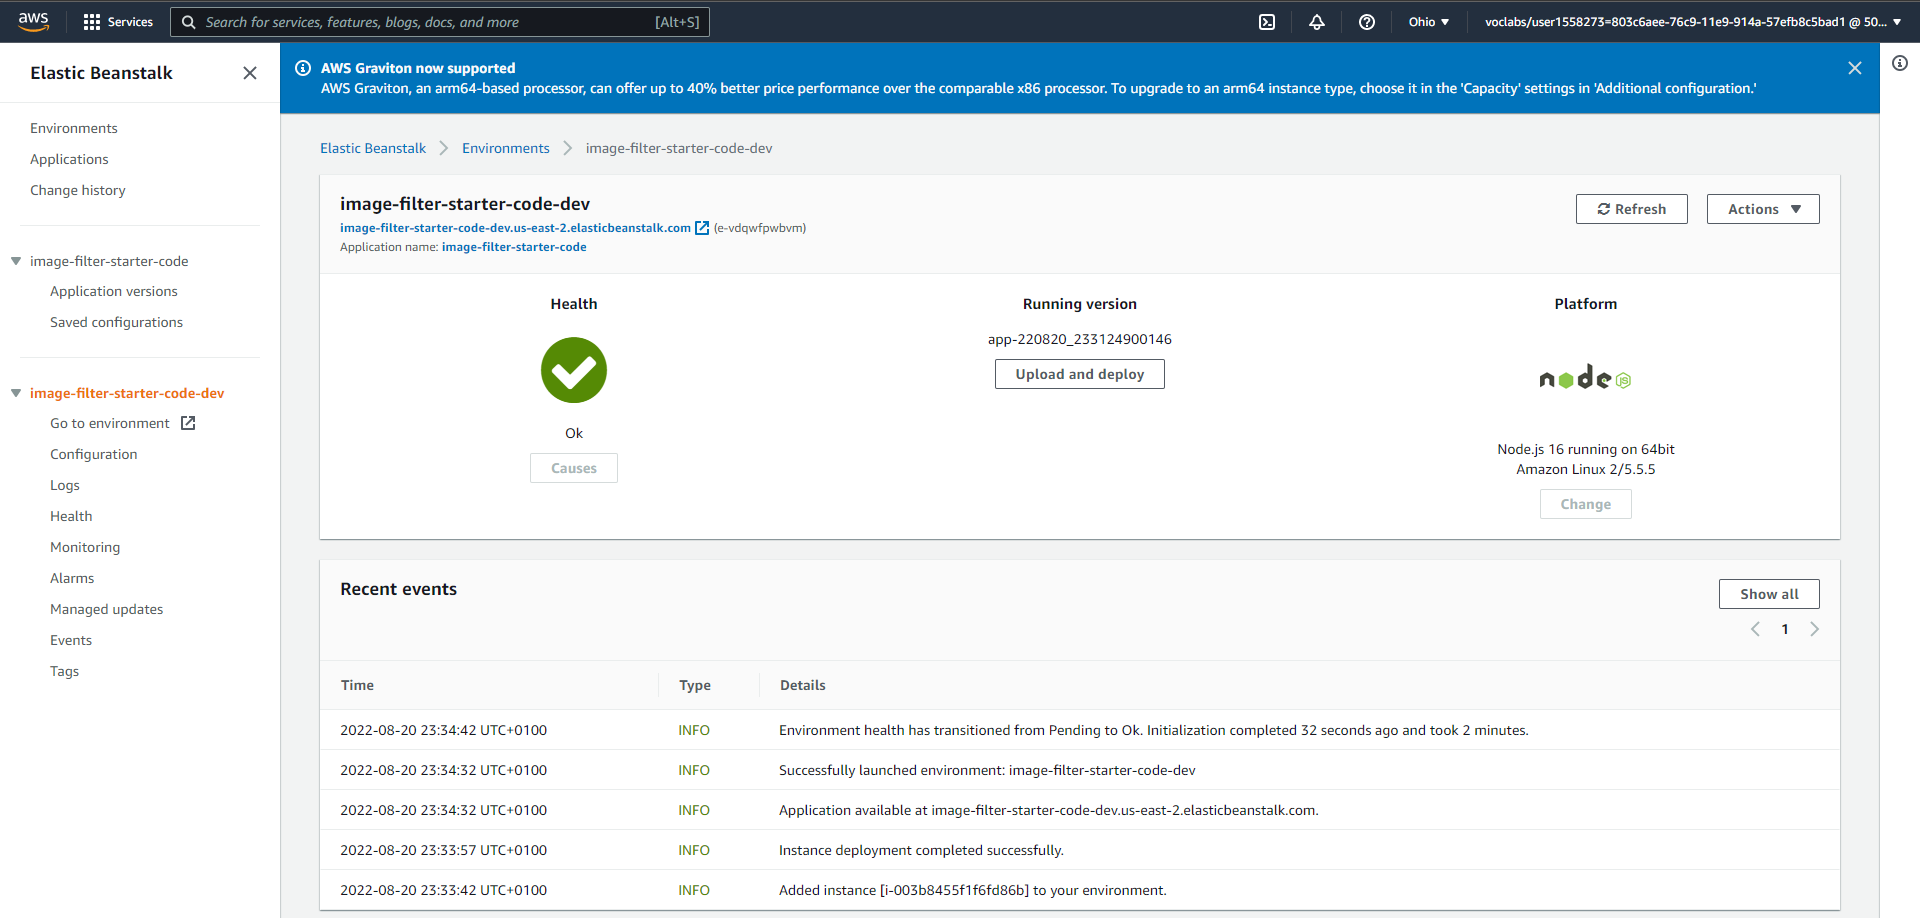 aws
Services
Search for services, features, blogs, docs, and more [Alt+S]
Ohio
voclabs/user1558273=803c6aee-76c9-11e9-914a-57efb8c5bad1 @ 50...
Elastic Beanstalk
Environments
Applications
Change history
image-filter-starter-code
Application versions
Saved configurations
image-filter-starter-code-dev
Go to environment
Configuration
Logs
Health
Monitoring
Alarms
Managed updates
Events
Tags
AWS Graviton now supported
AWS Graviton, an arm64-based processor, can offer up to 40% better price performance over the comparable x86 processor. To upgrade to an arm64 instance type, choose it in the 'Capacity' settings in 'Additional configuration.'
Elastic Beanstalk > Environments > image-filter-starter-code-dev
image-filter-starter-code-dev
image-filter-starter-code-dev.us-east-2.elasticbeanstalk.com (e-vdqwfpwbvm)
Application name: image-filter-starter-code
Refresh
Actions
Health
Ok
Causes
Running version
app-220820_233124900146
Upload and deploy
Platform
node JS
Node.js 16 running on 64bit
Amazon Linux 2/5.5.5
Change
Recent events
Show all
1
Time Type Details
2022-08-20 23:34:42 UTC+0100 INFO Environment health has transitioned from Pending to Ok. Initialization completed 32 seconds ago and took 2 minutes.
2022-08-20 23:34:32 UTC+0100 INFO Successfully launched environment: image-filter-starter-code-dev
2022-08-20 23:34:32 UTC+0100 INFO Application available at image-filter-starter-code-dev.us-east-2.elasticbeanstalk.com.
2022-08-20 23:33:57 UTC+0100 INFO Instance deployment completed successfully.
2022-08-20 23:33:42 UTC+0100 INFO Added instance [i-003b8455f1f6fd86b] to your environment.